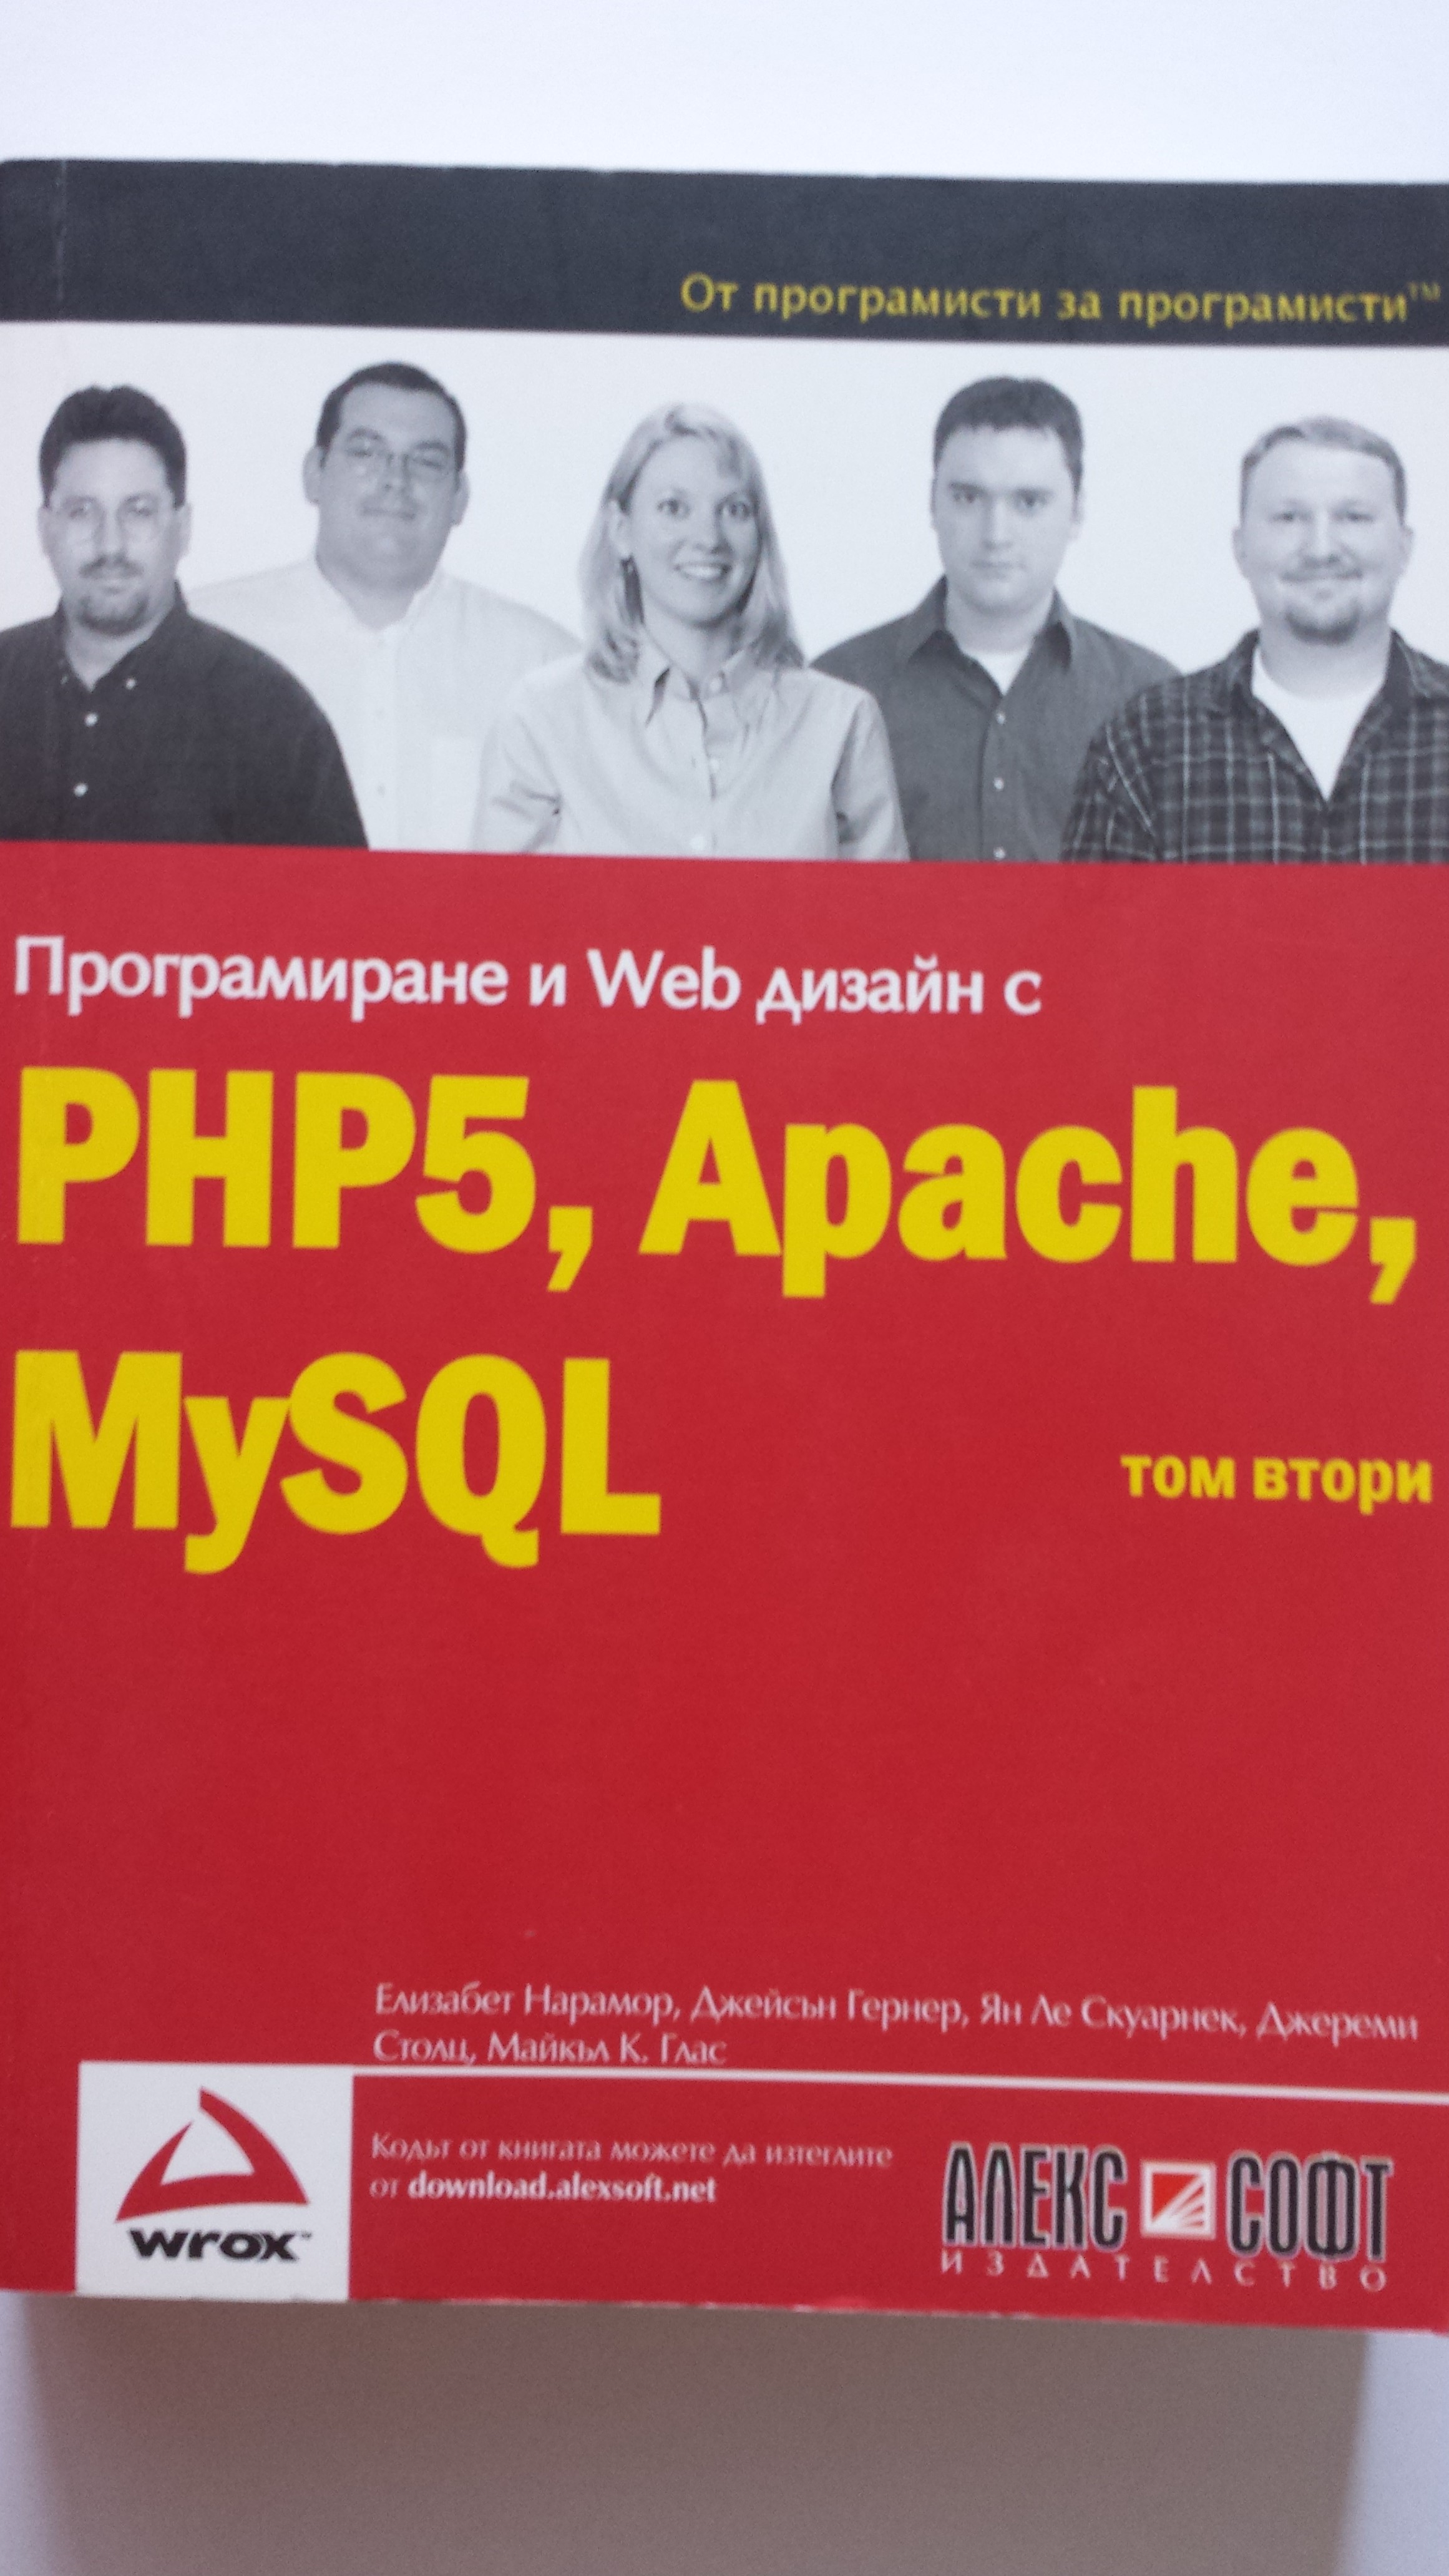 От програмисти за програмисти™
Програмиране и Web дизайн с
PHP5, Apache,
MySQL
том втори
Елизабет Нарамор, Джейсън Гернер, Ян Ле Скуарнек, Джереми
Столц, Майкъл К. Глас
Кодът от книгата можете да изтеглите
от download.alexsoft.net
wrox™
АЛЕКС СОФТ
ИЗДАТЕЛСТВО